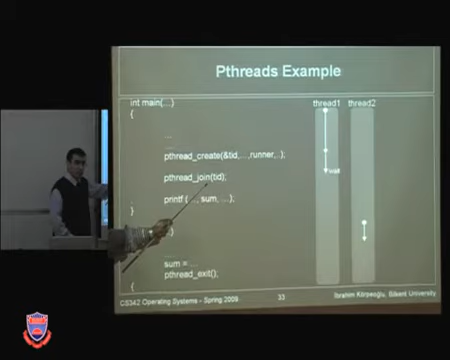 Pthreads Example
int main(…)
{
…
…
pthread_create(&tid,…,runner,..);
pthread_join(tid);
printf (…, sum, …);
}
…)
…
sum = …
pthread_exit();
{
thread1 thread2
wait
CS342 Operating Systems - Spring 2009 33 İbrahim Körpeoğlu, Bilkent University